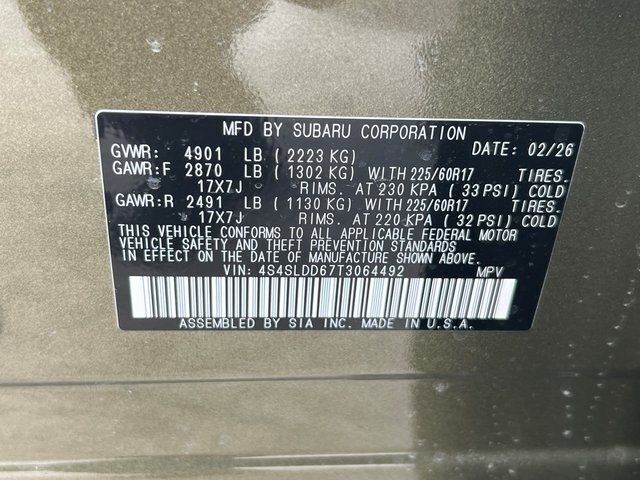 MFD BY SUBARU CORPORATION
GVWR: 4901 LB (2223 KG) DATE: 02/26
GAWR:F 2870 LB (1302 KG) WITH 225/60R17 TIRES.
17X7J RIMS. AT 230 KPA (33 PSI) COLD
GAWR:R 2491 LB (1130 KG) WITH 225/60R17 TIRES.
17X7J RIMS. AT 220 KPA (32 PSI) COLD
THIS VEHICLE CONFORMS TO ALL APPLICABLE FEDERAL MOTOR
VEHICLE SAFETY AND THEFT PREVENTION STANDARDS
IN EFFECT ON THE DATE OF MANUFACTURE SHOWN ABOVE.
VIN: 4S4SLDD67T3064492 MPV
ASSEMBLED BY SIA INC. MADE IN U.S.A.